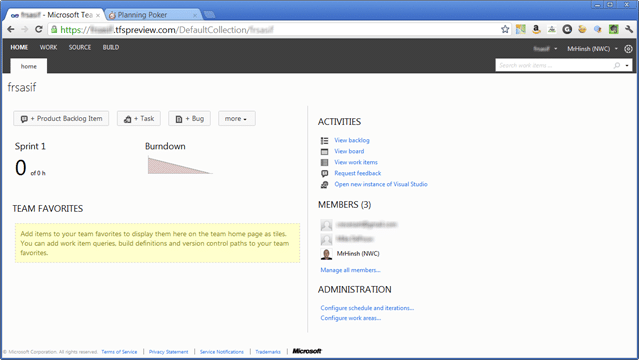 - Microsoft Tea
Planning Poker
https://
.tfspreview.com/DefaultCollection/frsasif
HOME WORK SOURCE BUILD
MrHinsh (NWC)
home
Search work items ...
frsasif
+ Product Backlog Item
+ Task
+ Bug
more
Sprint 1
Burndown
0 of 0 h
TEAM FAVORITES
Add items to your team favorites to display them here on the team home page as tiles.
You can add work item queries, build definitions and version control paths to your team
favorites.
ACTIVITIES
View backlog
View board
View work items
Request feedback
Open new instance of Visual Studio
MEMBERS (3)
MrHinsh (NWC)
Manage all members...
ADMINISTRATION
Configure schedule and iterations...
Configure work areas...
© Microsoft Corporation. All rights reserved. Terms of Service | Privacy Statement | Service Notifications | Trademarks | Microsoft